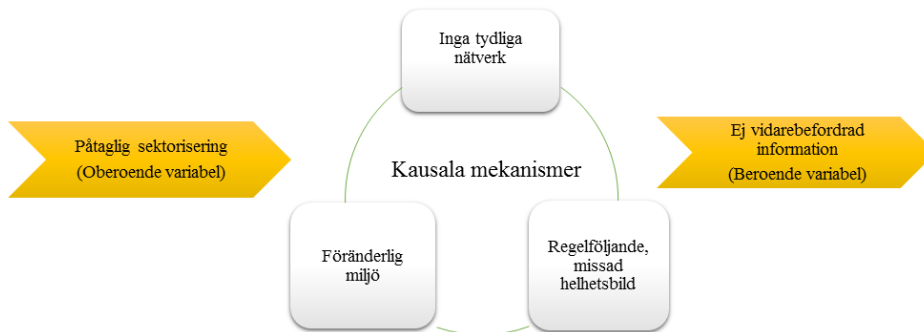 Inga tydliga
nätverk
Påtaglig sektorisering
(Oberoende variabel)
Kausala mekanismer
Ej vidarebefordrad
information
(Beroende variabel)
Föränderlig
miljö
Regelföljande,
missad
helhetsbild